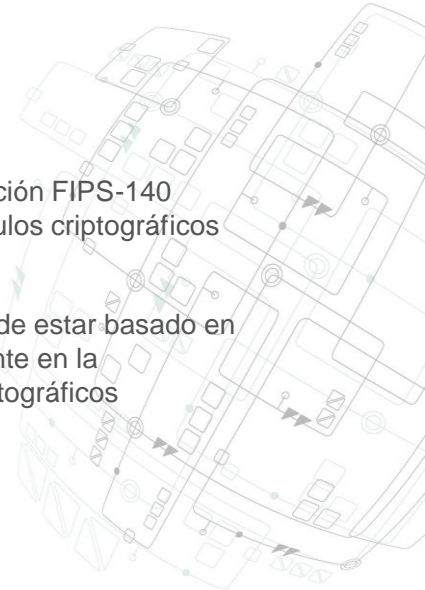 ción FIPS-140
ulos criptográficos
de estar basado en
nte en la
tográficos